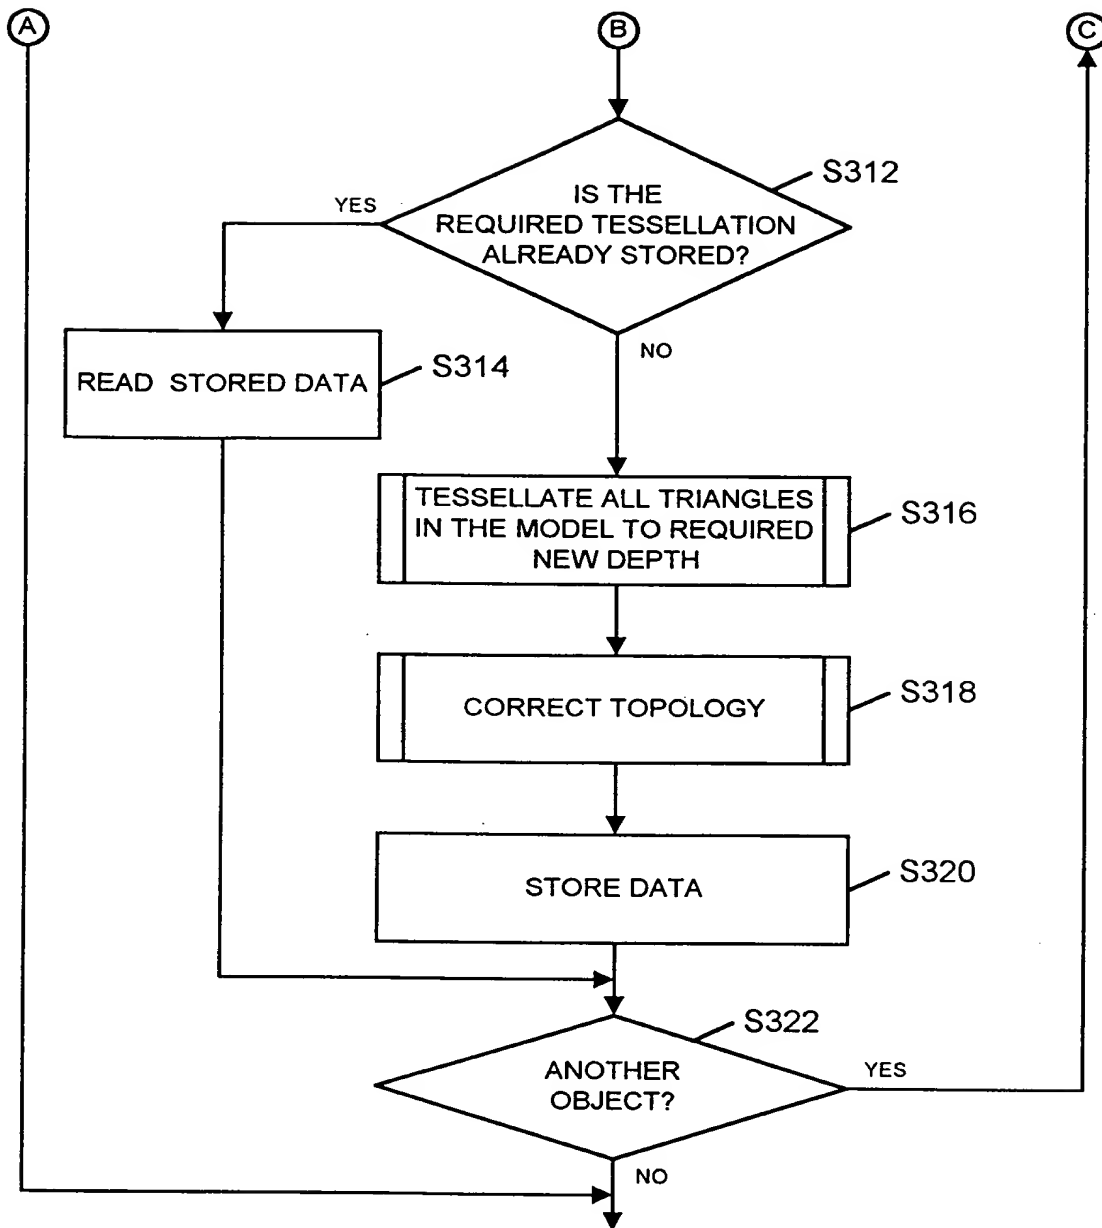 A
B
C
S312
IS THE
REQUIRED TESSELLATION
ALREADY STORED?
YES
NO
READ STORED DATA
S314
TESSELLATE ALL TRIANGLES
IN THE MODEL TO REQUIRED
NEW DEPTH
S316
CORRECT TOPOLOGY
S318
STORE DATA
S320
S322
ANOTHER
OBJECT?
YES
NO